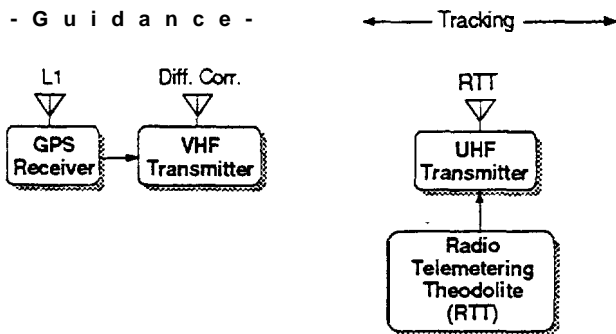 - G u i d a n c e -
Tracking
L1
Diff. Corr.
RTT
GPS
Receiver
VHF
Transmitter
UHF
Transmitter
Radio
Telemetering
Theodolite
(RTT)